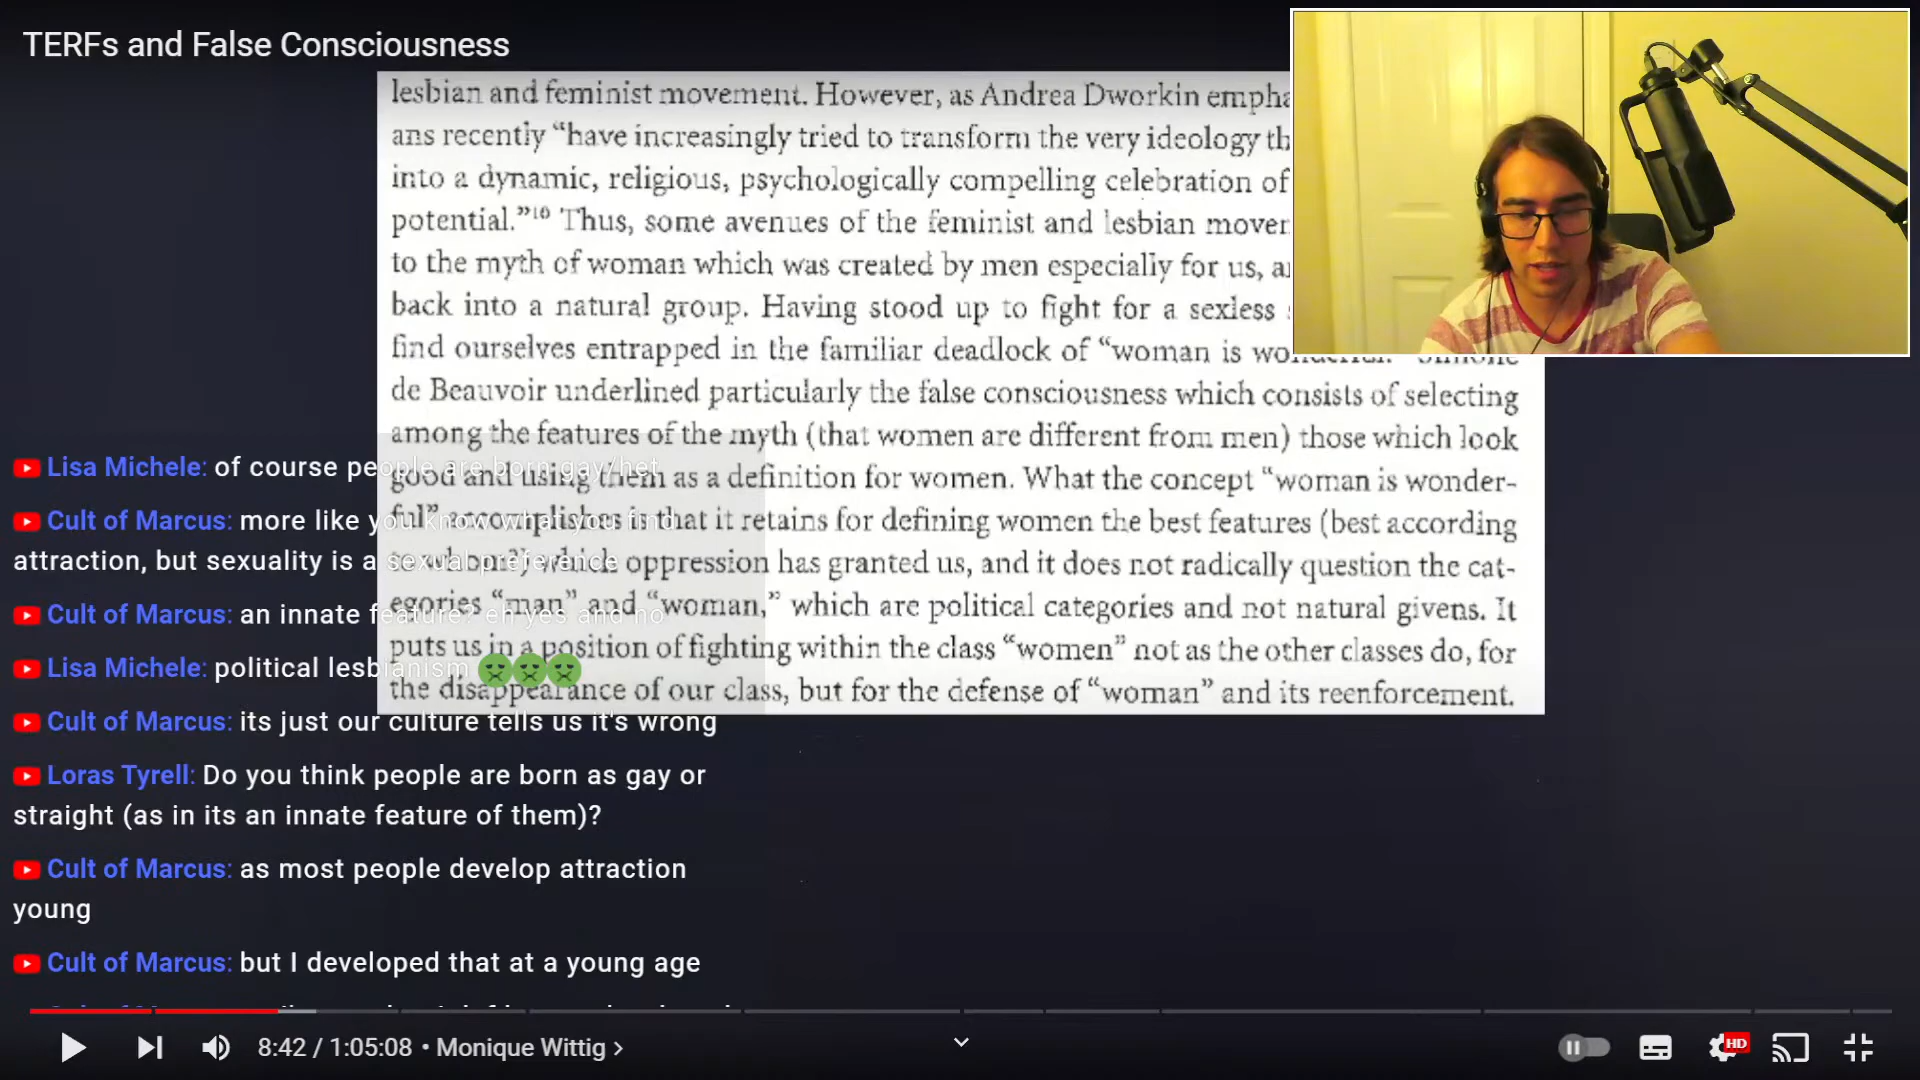 TERFs and False Consciousness
lesbian and feminist movement. However, as Andrea Dworkin empha
ans recently “have increasingly tried to transform the very ideology th
into a dynamic, religious, psychologically compelling celebration of
potential.”¹⁰ Thus, some avenues of the feminist and lesbian mover
to the myth of woman which was created by men especially for us, a
back into a natural group. Having stood up to fight for a sexless
find ourselves entrapped in the familiar deadlock of “woman is wonderful.” Simone
de Beauvoir underlined particularly the false consciousness which consists of selecting
among the features of the myth (that women are different from men) those which look
good and using them as a definition for women. What the concept “woman is wonder-
ful” accomplishes is that it retains for defining women the best features (best according
to whom?) which oppression has granted us, and it does not radically question the cat-
egories “man” and “woman,” which are political categories and not natural givens. It
puts us in a position of fighting within the class “women” not as the other classes do, for
the disappearance of our class, but for the defense of “woman” and its reenforcement.
Lisa Michele: of course people are born gay/het
Cult of Marcus: more like you know what you find
attraction, but sexuality is a sexual preference
Cult of Marcus: an innate feature? eh yes and no
Lisa Michele: political lesbianism
Cult of Marcus: its just our culture tells us it's wrong
Loras Tyrell: Do you think people are born as gay or
straight (as in its an innate feature of them)?
Cult of Marcus: as most people develop attraction
young
Cult of Marcus: but I developed that at a young age
8:42 / 1:05:08 • Monique Wittig >
HD